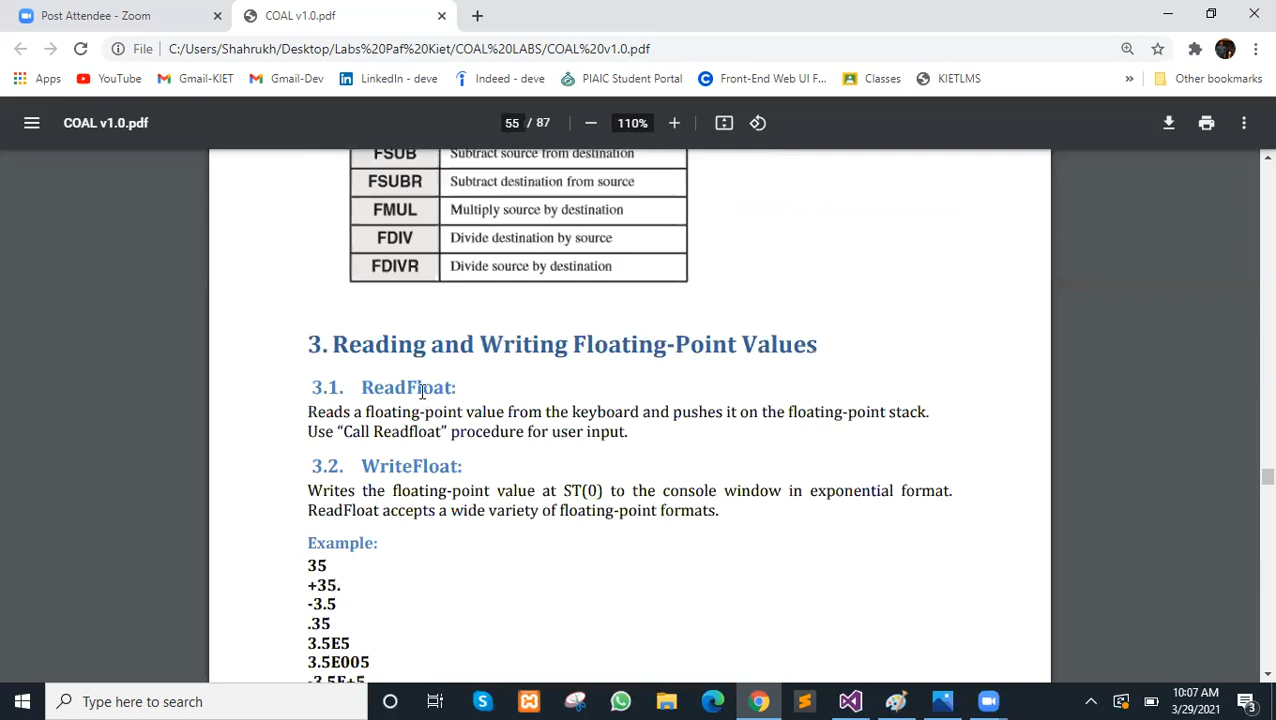 Post Attendee - Zoom
COAL v1.0.pdf
File
C:/Users/Shahrukh/Desktop/Labs%20Paf%20Kiet/COAL%20LABS/COAL%20v1.0.pdf
Apps
YouTube
Gmail-KIET
Gmail-Dev
LinkedIn - deve
Indeed - deve
PIAIC Student Portal
Front-End Web UI F...
Classes
KIETLMS
»
Other bookmarks
COAL v1.0.pdf
55 / 87
110%
FSUB Subtract source from destination
FSUBR Subtract destination from source
FMUL Multiply source by destination
FDIV Divide destination by source
FDIVR Divide source by destination
3. Reading and Writing Floating-Point Values
3.1. ReadFloat:
Reads a floating-point value from the keyboard and pushes it on the floating-point stack.
Use “Call Readfloat” procedure for user input.
3.2. WriteFloat:
Writes the floating-point value at ST(0) to the console window in exponential format.
ReadFloat accepts a wide variety of floating-point formats.
Example:
35
+35.
-3.5
.35
3.5E5
3.5E005
-3.5E+5
Type here to search
10:07 AM
3/29/2021
3